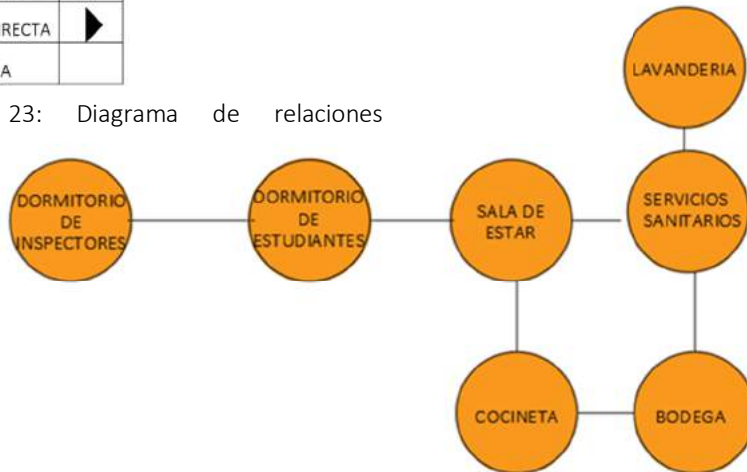 RECTA
A
23: Diagrama de relaciones
LAVANDERIA
DORMITORIO
DE
INSPECTORES
DORMITORIO
DE
ESTUDIANTES
SALA DE
ESTAR
SERVICIOS
SANITARIOS
COCINETA
BODEGA